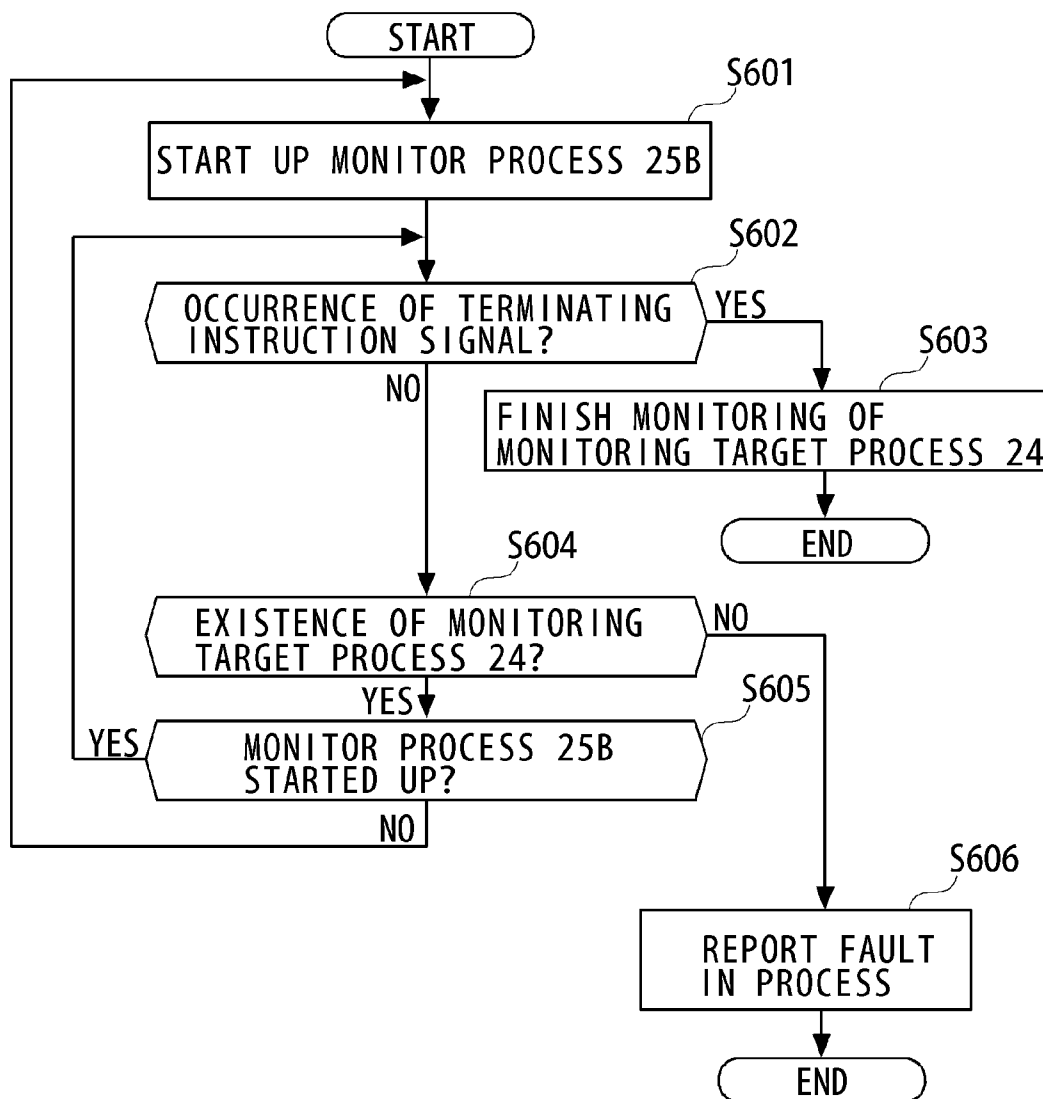 START
S601
START UP MONITOR PROCESS 25B
S602
OCCURRENCE OF TERMINATING
INSTRUCTION SIGNAL?
YES
NO
S603
FINISH MONITORING OF
MONITORING TARGET PROCESS 24
END
S604
EXISTENCE OF MONITORING
TARGET PROCESS 24?
NO
YES
S605
YES
MONITOR PROCESS 25B
STARTED UP?
NO
S606
REPORT FAULT
IN PROCESS
END